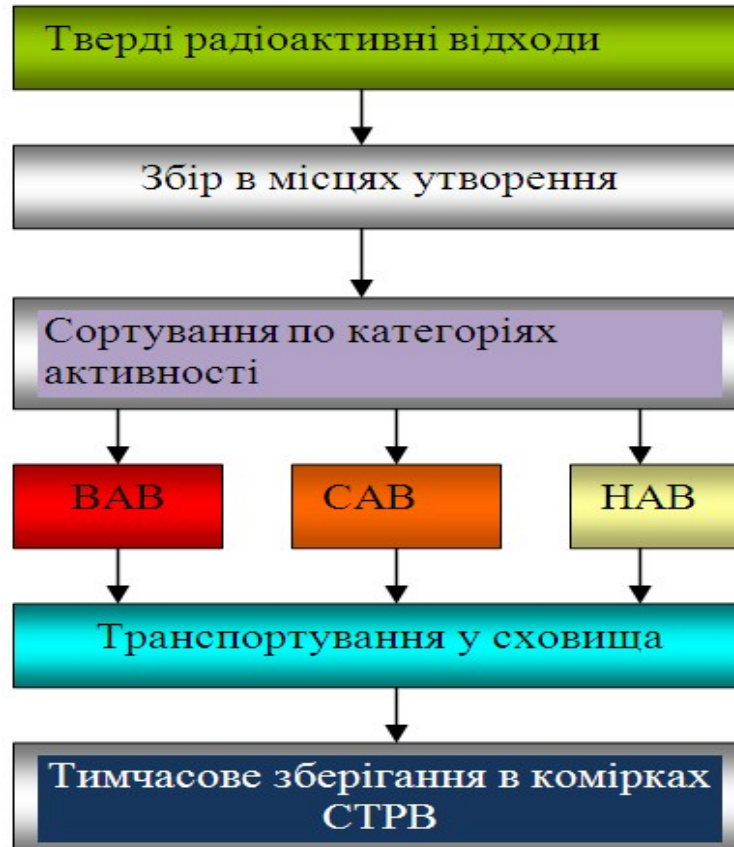 Тверді радіоактивні відходи
Збір в місцях утворення
Сортування по категоріях
активності
ВАВ
САВ
НАВ
Транспортування у сховища
Тимчасове зберігання в комірках
СТРВ